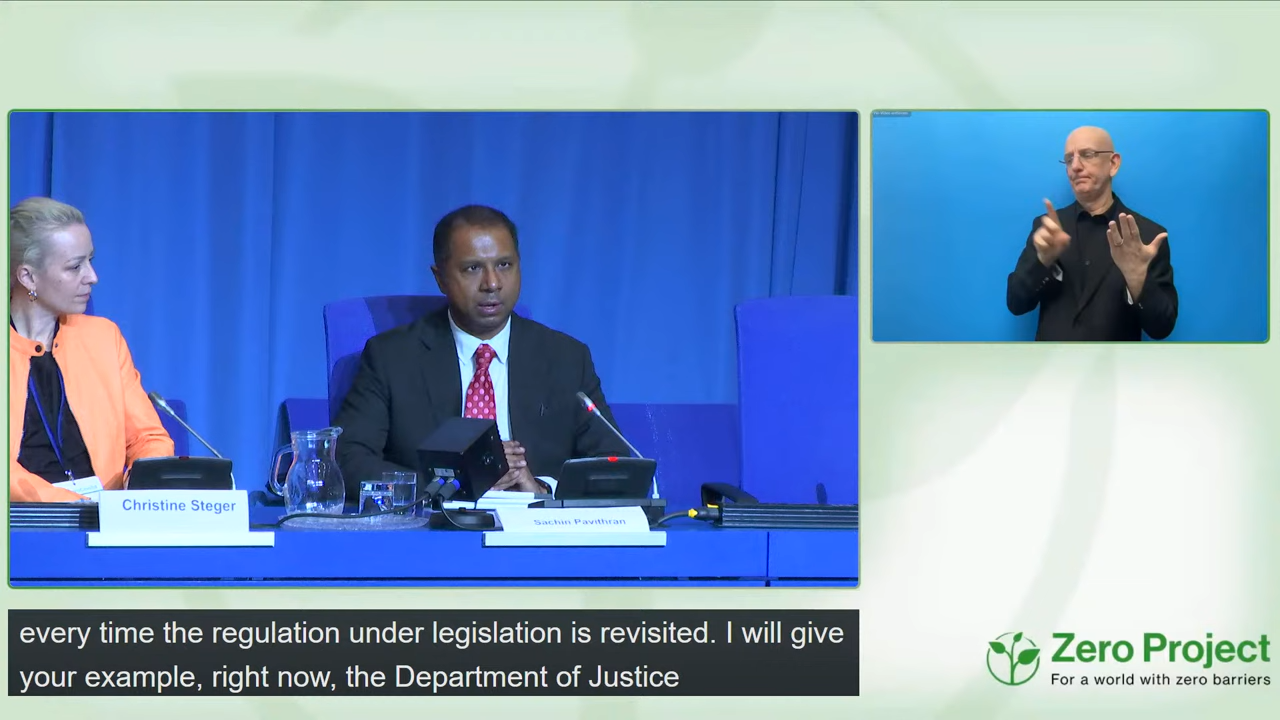 Christine Steger
Sachin Pavithran
every time the regulation under legislation is revisited. I will give
your example, right now, the Department of Justice
Zero Project
For a world with zero barriers